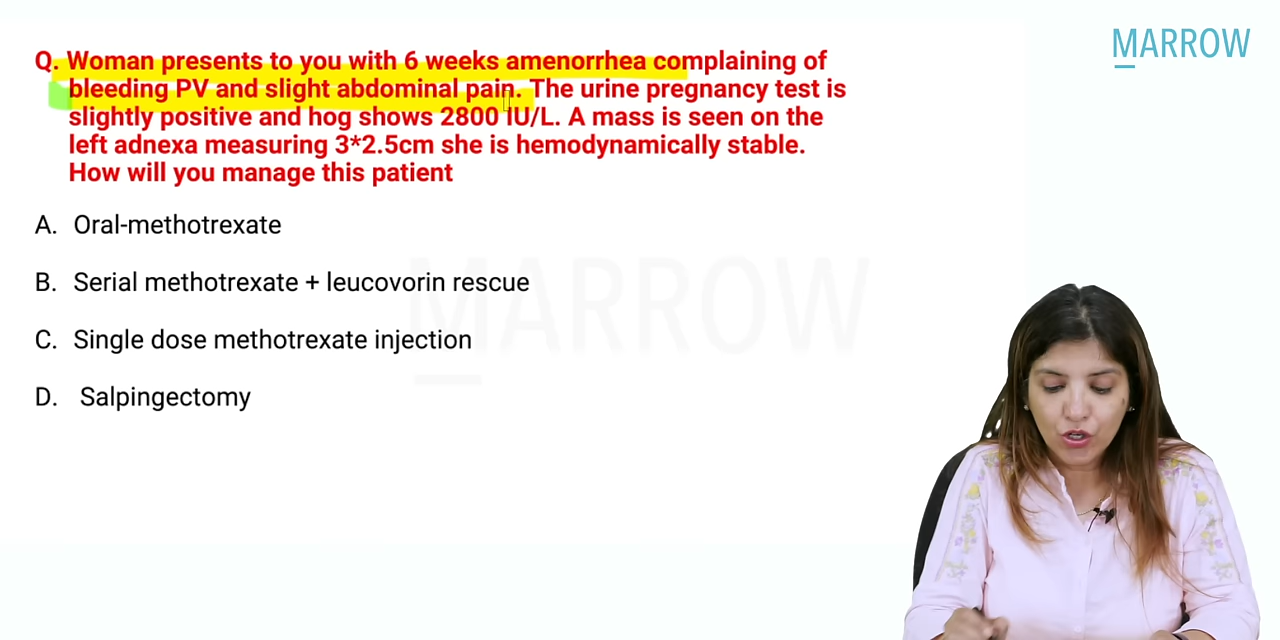 MARROW
Q. Woman presents to you with 6 weeks amenorrhea complaining of
bleeding PV and slight abdominal pain. The urine pregnancy test is
slightly positive and hog shows 2800 IU/L. A mass is seen on the
left adnexa measuring 3*2.5cm she is hemodynamically stable.
How will you manage this patient
A. Oral-methotrexate
B. Serial methotrexate + leucovorin rescue
C. Single dose methotrexate injection
D. Salpingectomy
MARROW